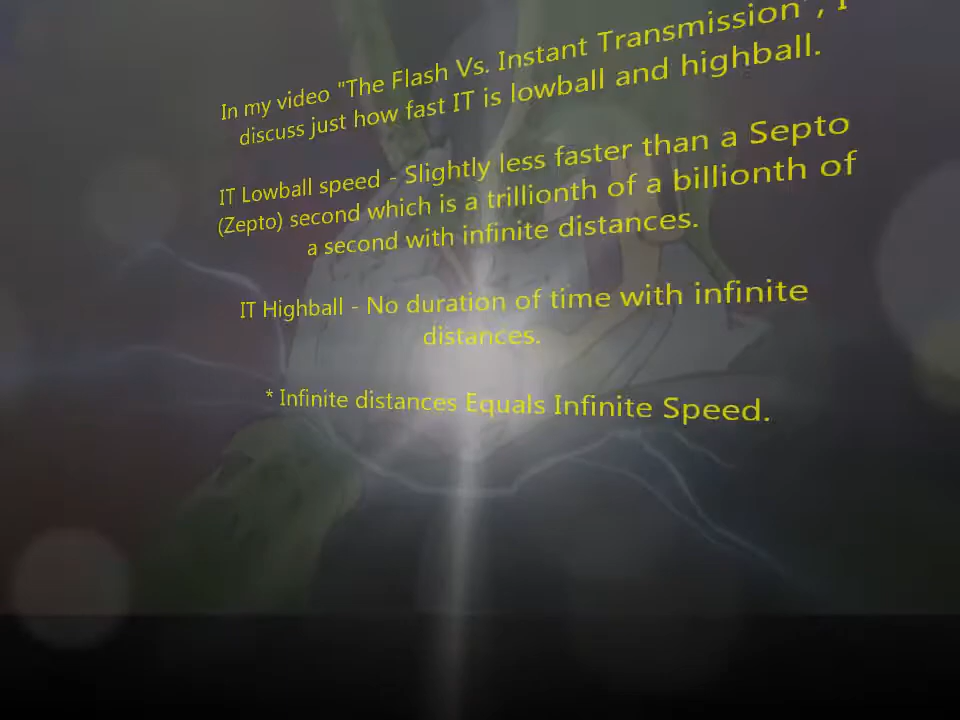 In my video "The Flash Vs. Instant Transmission", I
discuss just how fast IT is lowball and highball.
IT Lowball speed - Slightly less faster than a Septo
(Zepto) second which is a trillionth of a billionth of
a second with infinite distances.
IT Highball - No duration of time with infinite
distances.
* Infinite distances Equals Infinite Speed.